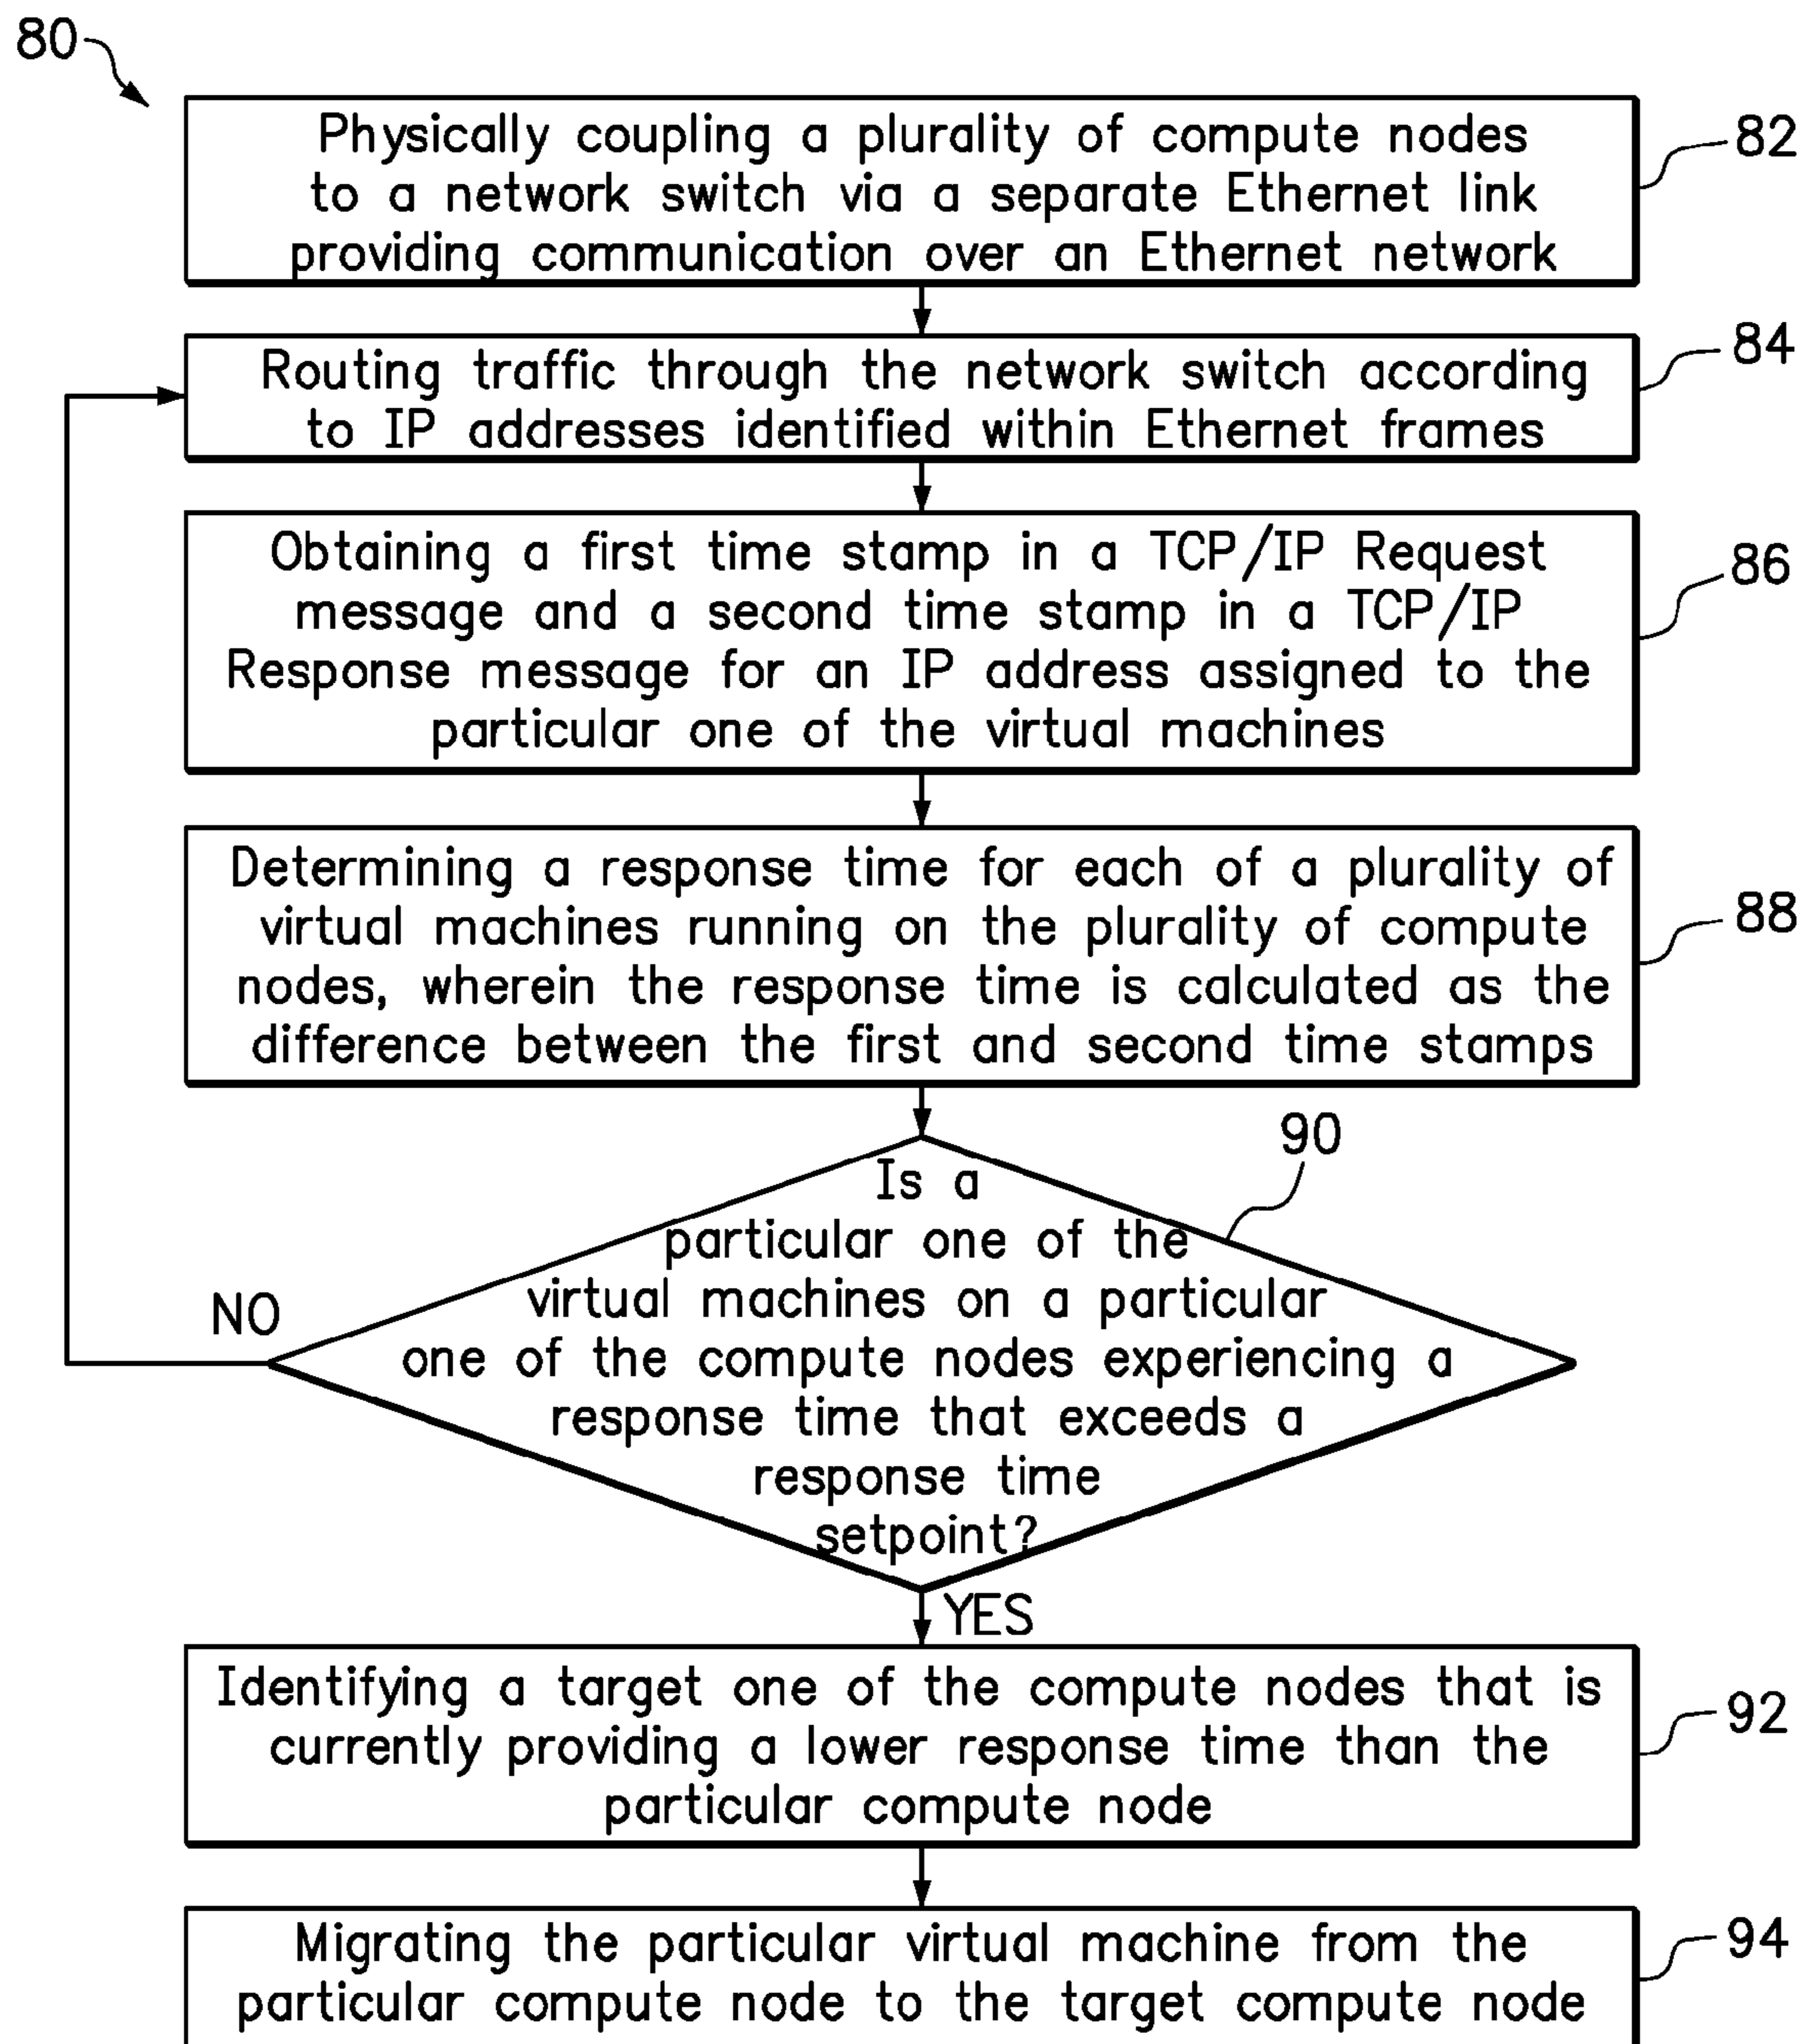 80
Physically coupling a plurality of compute nodes
to a network switch via a separate Ethernet link
providing communication over an Ethernet network
82
Routing traffic through the network switch according
to IP addresses identified within Ethernet frames
84
Obtaining a first time stamp in a TCP/IP Request
message and a second time stamp in a TCP/IP
Response message for an IP address assigned to the
particular one of the virtual machines
86
Determining a response time for each of a plurality of
virtual machines running on the plurality of compute
nodes, wherein the response time is calculated as the
difference between the first and second time stamps
88
90
Is a
particular one of the
virtual machines on a particular
one of the compute nodes experiencing a
response time that exceeds a
response time
setpoint?
NO
YES
Identifying a target one of the compute nodes that is
currently providing a lower response time than the
particular compute node
92
Migrating the particular virtual machine from the
particular compute node to the target compute node
94